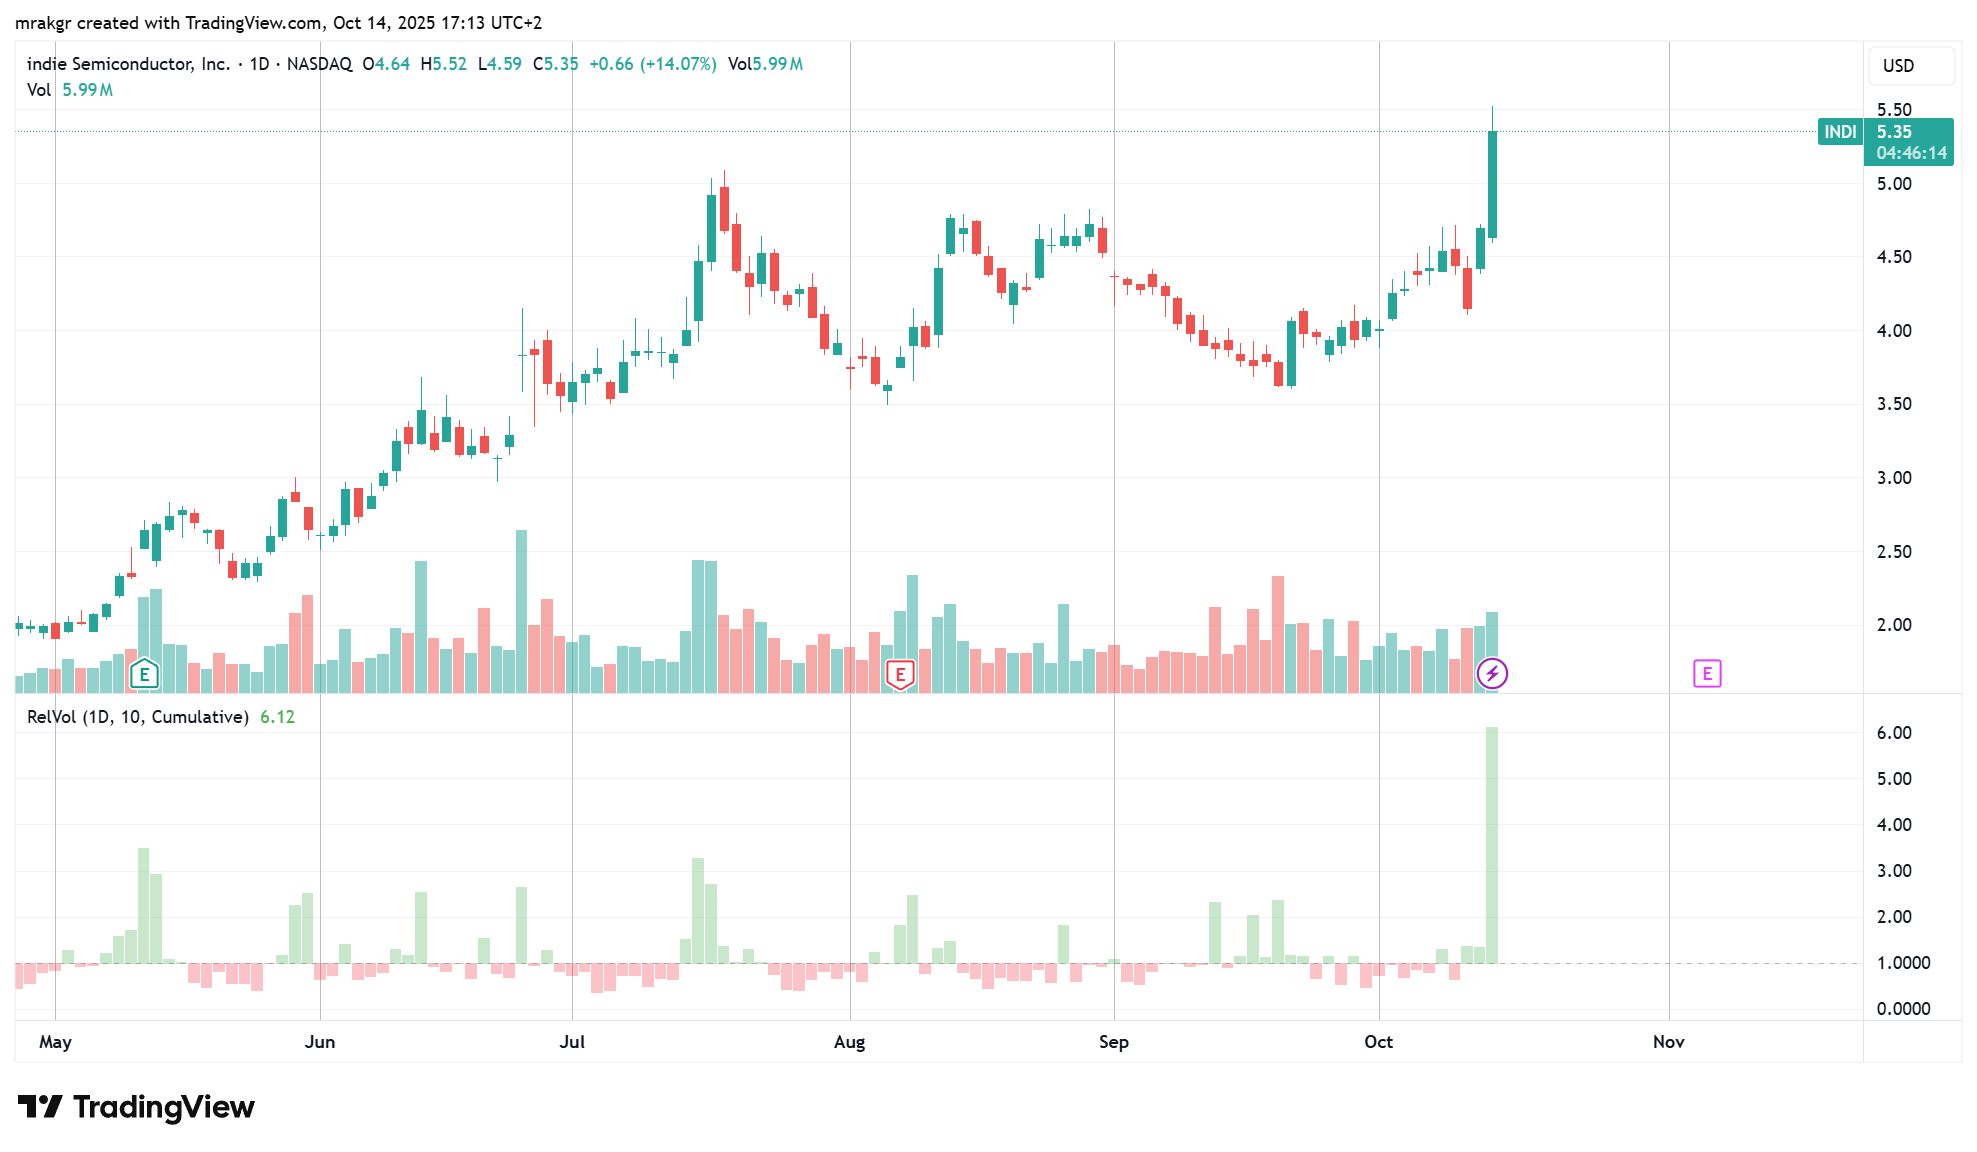 mrakgr created with TradingView.com, Oct 14, 2025 17:13 UTC+2
indie Semiconductor, Inc. · 1D · NASDAQ O4.64 H5.52 L4.59 C5.35 +0.66 (+14.07%) Vol5.99M
Vol 5.99M
USD
5.50
INDI 5.35
04:46:14
5.00
4.50
4.00
3.50
3.00
2.50
2.00
E
E
E
RelVol (1D, 10, Cumulative) 6.12
6.00
5.00
4.00
3.00
2.00
1.0000
0.0000
May Jun Jul Aug Sep Oct Nov
TradingView